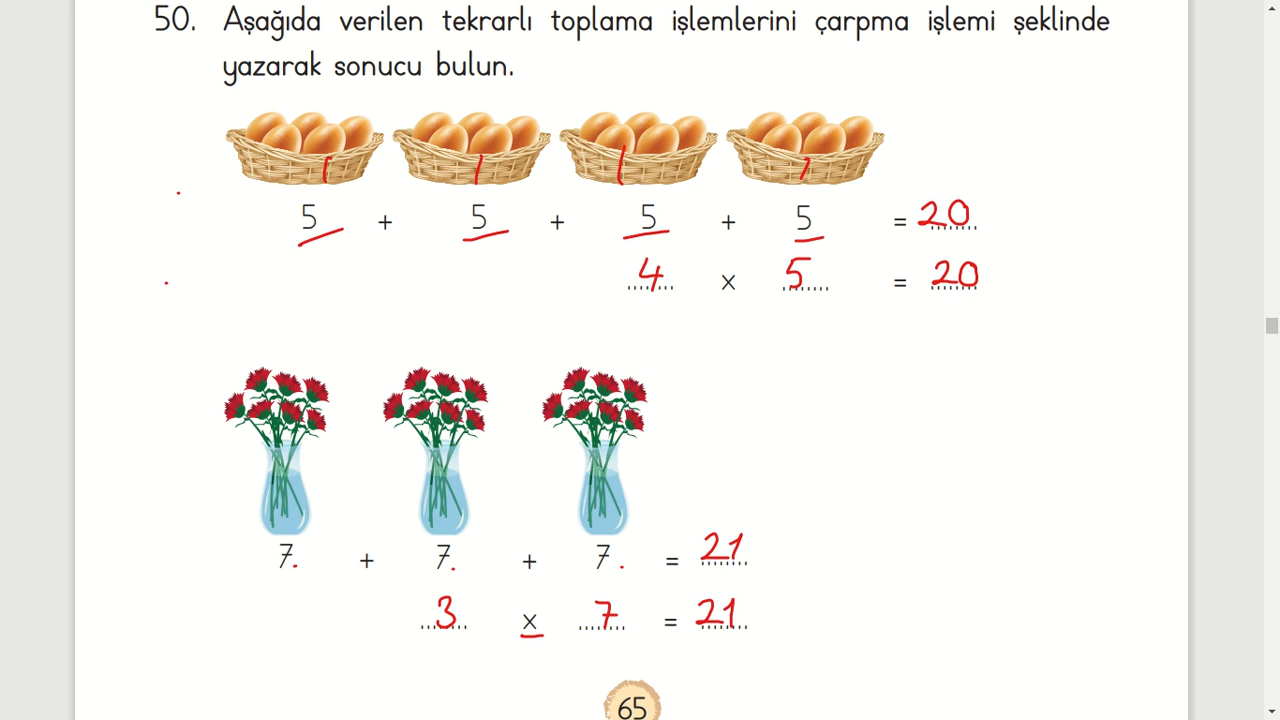 50. Aşağıda verilen tekrarlı toplama işlemlerini çarpma işlemi şeklinde
yazarak sonucu bulun.
5 + 5 + 5 + 5 = 20
4 x 5 = 20
7 + 7 + 7 = 21
3 x 7 = 21
65